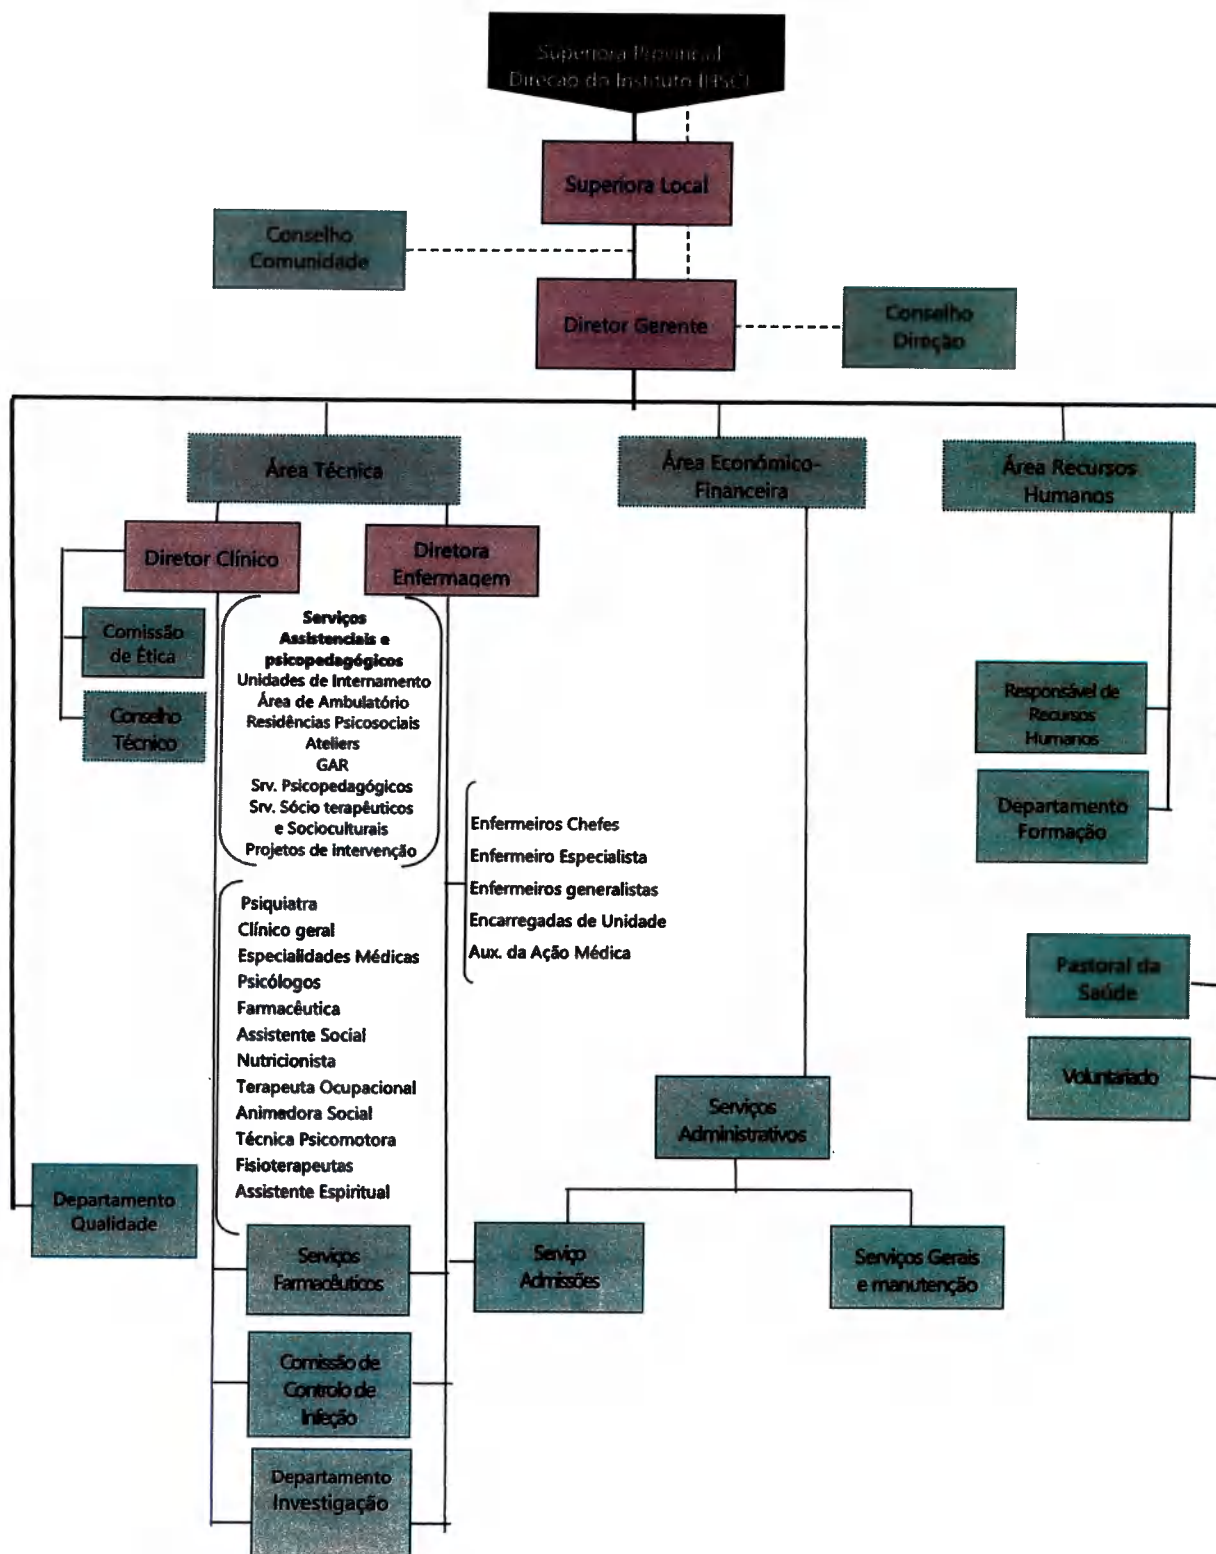 Superiora Provincial
Direção do Instituto (IHSC)
Superiora Local
Conselho
Comunidade
Diretor Gerente
Conselho
Direção
Área Técnica
Área Económico-
Financeira
Área Recursos
Humanos
Diretor Clínico
Diretora
Enfermagem
Comissão
de Ética
Conselho
Técnico
Serviços
Assistenciais e
psicopedagógicos
Unidades de Internamento
Área de Ambulatório
Residências Psicosociais
Ateliers
GAR
Srv. Psicopedagógicos
Srv. Sócio terapêuticos
e Socioculturais
Projetos de intervenção
Responsável de
Recursos
Humanos
Departamento
Formação
Enfermeiros Chefes
Enfermeiro Especialista
Enfermeiros generalistas
Encarregadas de Unidade
Aux. da Ação Médica
Psiquiatra
Clínico geral
Especialidades Médicas
Psicólogos
Farmacêutica
Assistente Social
Nutricionista
Terapeuta Ocupacional
Animadora Social
Técnica Psicomotora
Fisioterapeutas
Assistente Espiritual
Pastoral da
Saúde
Voluntariado
Serviços
Administrativos
Departamento
Qualidade
Serviços
Farmacêuticos
Serviço
Admissões
Serviços Gerais
e manutenção
Comissão de
Controlo de
Infeção
Departamento
Investigação